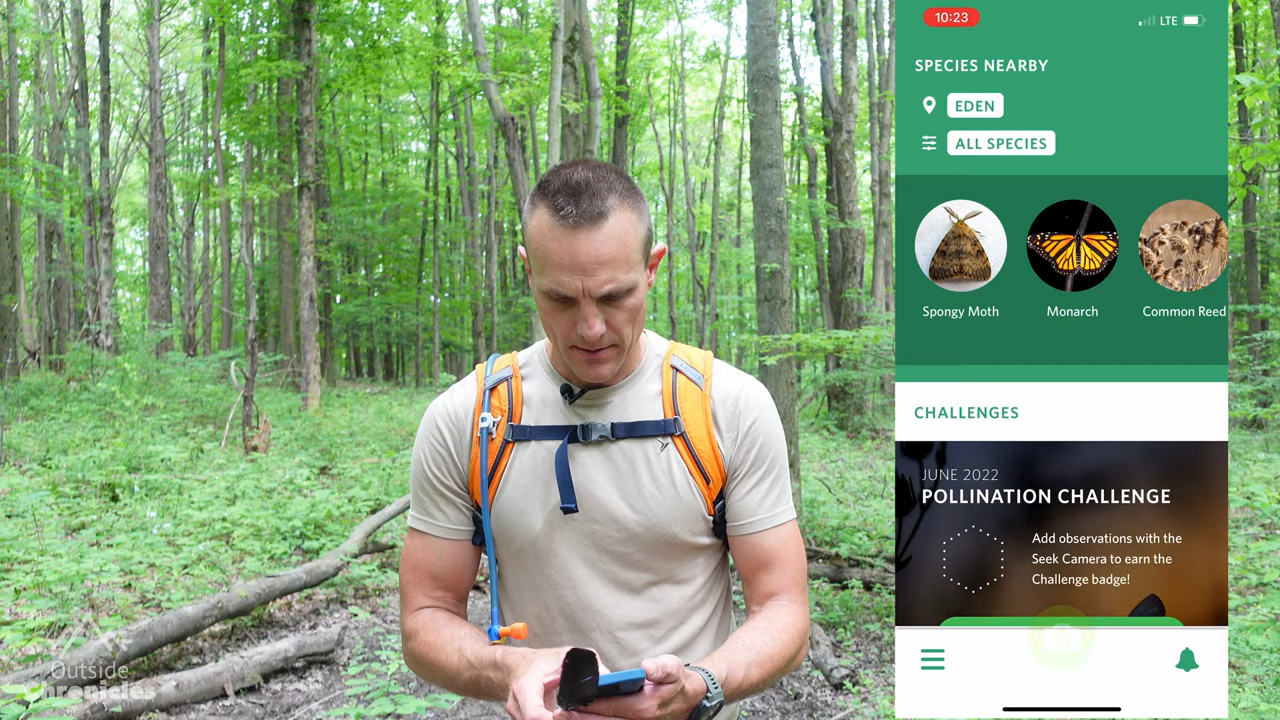 10:23
LTE
SPECIES NEARBY
EDEN
ALL SPECIES
Spongy Moth
Monarch
Common Reed
CHALLENGES
JUNE 2022
POLLINATION CHALLENGE
Add observations with the
Seek Camera to earn the
Challenge badge!
Outside
Chronicles